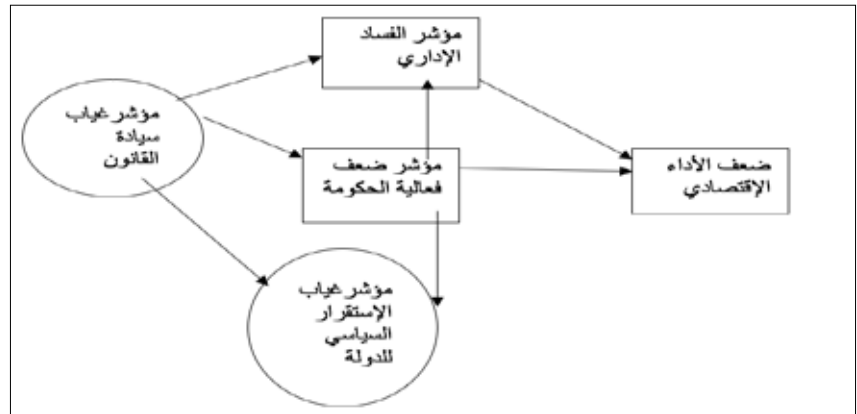 مؤشر الفساد
الإداري
مؤشر غياب
سيادة
القانون
مؤشر ضعف
فعالية الحكومة
ضعف الأداء
الإقتصادي
مؤشر غياب
الإستقرار
السياسي
للدولة